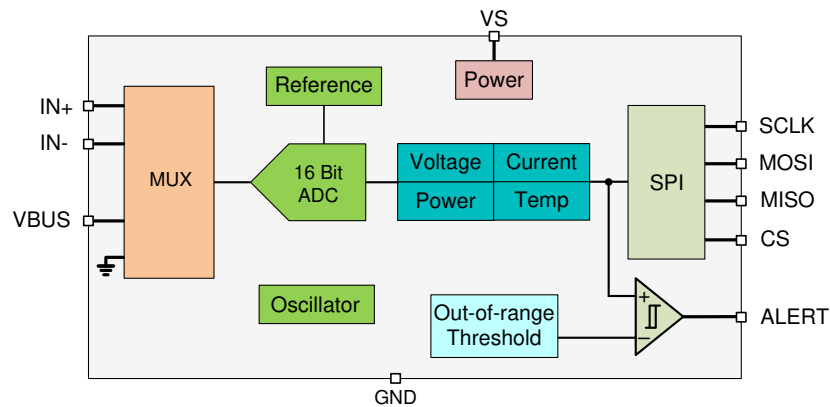 VS
Power
Reference
IN+
IN-
VBUS
MUX
16 Bit
ADC
Voltage
Current
Power
Temp
SPI
SCLK
MOSI
MISO
CS
Oscillator
Out-of-range
Threshold
+
−
ALERT
GND